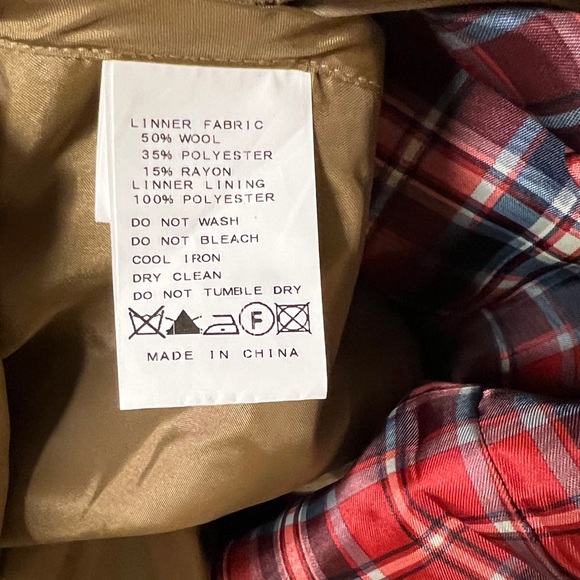 LINNER FABRIC
50% WOOL
35% POLYESTER
15% RAYON
LINNER LINING
100% POLYESTER
DO NOT WASH
DO NOT BLEACH
COOL IRON
DRY CLEAN
DO NOT TUMBLE DRY
F
MADE IN CHINA